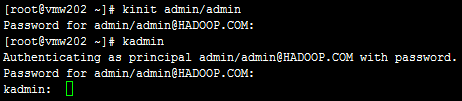 [root@vmw202 ~]# kinit admin/admin
Password for admin/admin@HADOOP.COM:
[root@vmw202 ~]# kadmin
Authenticating as principal admin/admin@HADOOP.COM with password.
Password for admin/admin@HADOOP.COM:
kadmin: